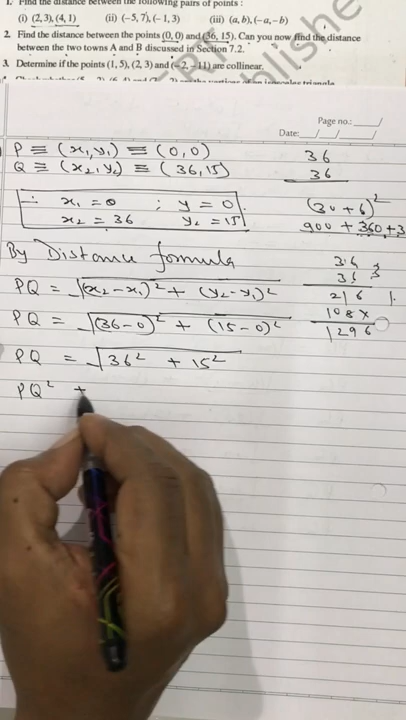 1. Find the distance between the following pairs of points :
(i) (2, 3), (4, 1) (ii) (−5, 7), (−1, 3) (iii) (a, b), (−a, −b)
2. Find the distance between the points (0, 0) and (36, 15). Can you now find the distance
between the two towns A and B discussed in Section 7.2.
3. Determine if the points (1, 5), (2, 3) and (−2, −11) are collinear.
Page no.:
Date:
P ≡ (x₁, y₁) ≡ (0, 0)
Q ≡ (x₂, y₂) ≡ (36, 15)
∴ x₁ = 0 ; y = 0
x₂ = 36 y₂ = 15
By Distance formula
PQ = √(x₂−x₁)² + (y₂−y₁)²
PQ = √(36−0)² + (15−0)²
PQ = √36² + 15²
PQ²
36
36
(30 + 6)²
900 + 360 + 3
36
36
216
108×
1296